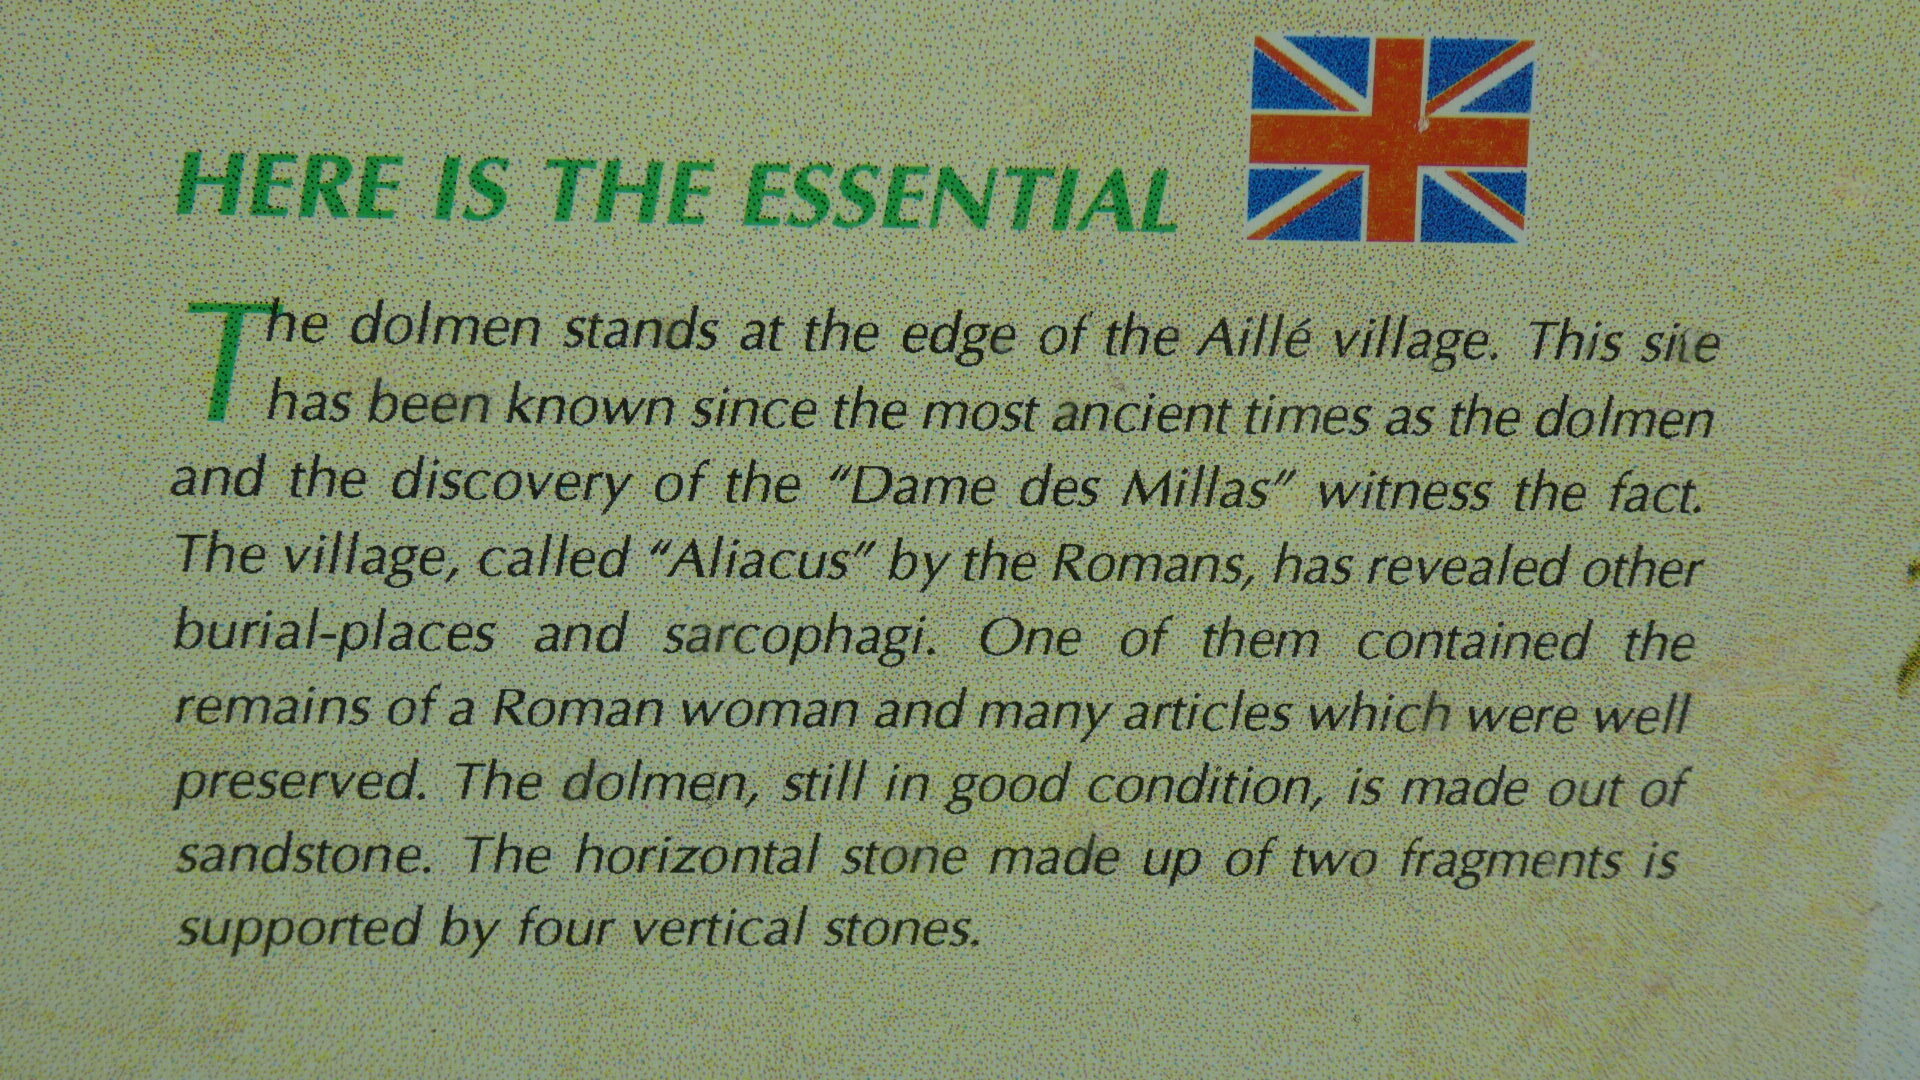 HERE IS THE ESSENTIAL
The dolmen stands at the edge of the Aillé village. This site
has been known since the most ancient times as the dolmen
and the discovery of the "Dame des Millas" witness the fact.
The village, called "Aliacus" by the Romans, has revealed other
burial-places and sarcophagi. One of them contained the
remains of a Roman woman and many articles which were well
preserved. The dolmen, still in good condition, is made out of
sandstone. The horizontal stone made up of two fragments is
supported by four vertical stones.